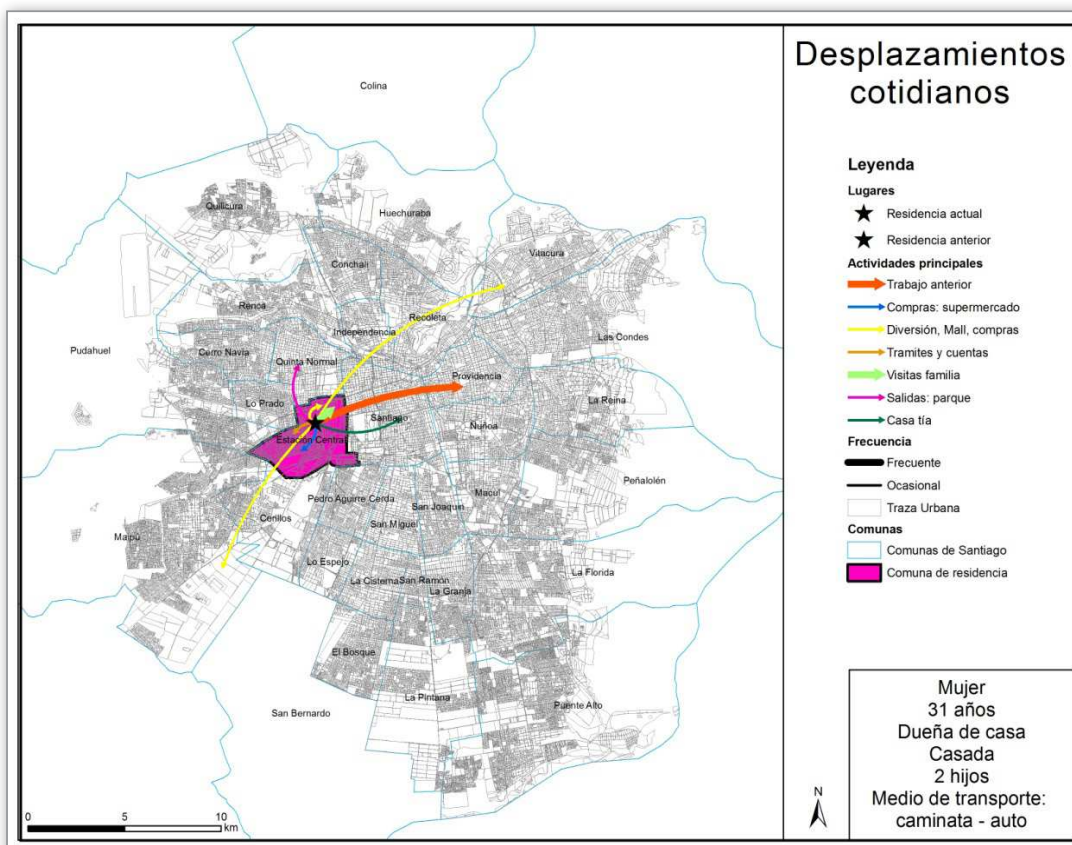 Desplazamientos
cotidianos
Leyenda
Lugares
Residencia actual
Residencia anterior
Actividades principales
Trabajo anterior
Compras: supermercado
Diversión, Mall, compras
Tramites y cuentas
Visitas familia
Salidas: parque
Casa tía
Frecuencia
Frecuente
Ocasional
Traza Urbana
Comunas
Comunas de Santiago
Comuna de residencia
Mujer
31 años
Dueña de casa
Casada
2 hijos
Medio de transporte:
caminata - auto
N
Colina
Quilicura
Huechuraba
Vitacura
Conchalí
Renca
Recoleta
Independencia
Las Condes
Pudahuel
Cerro Navia
Quinta Normal
Providencia
Lo Prado
La Reina
Santiago
Ñuñoa
Estación Central
Peñalolén
Macul
Pedro Aguirre Cerda
San Joaquín
Cerrillos
San Miguel
Maipú
Lo Espejo
La Florida
La Cisterna
San Ramón
La Granja
El Bosque
La Pintana
San Bernardo
Puente Alto
0 5 10
km